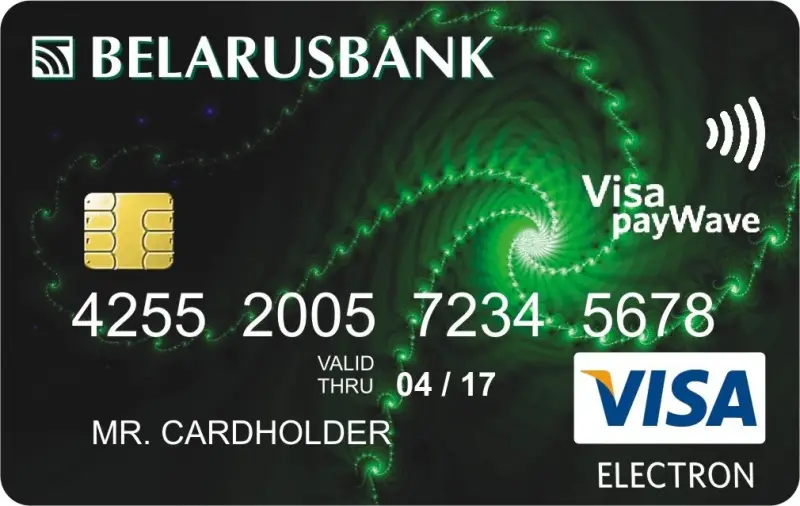 BELARUSBANK
Visa
payWave
4255 2005 7234 5678
VALID
THRU 04 / 17
MR. CARDHOLDER
VISA
ELECTRON